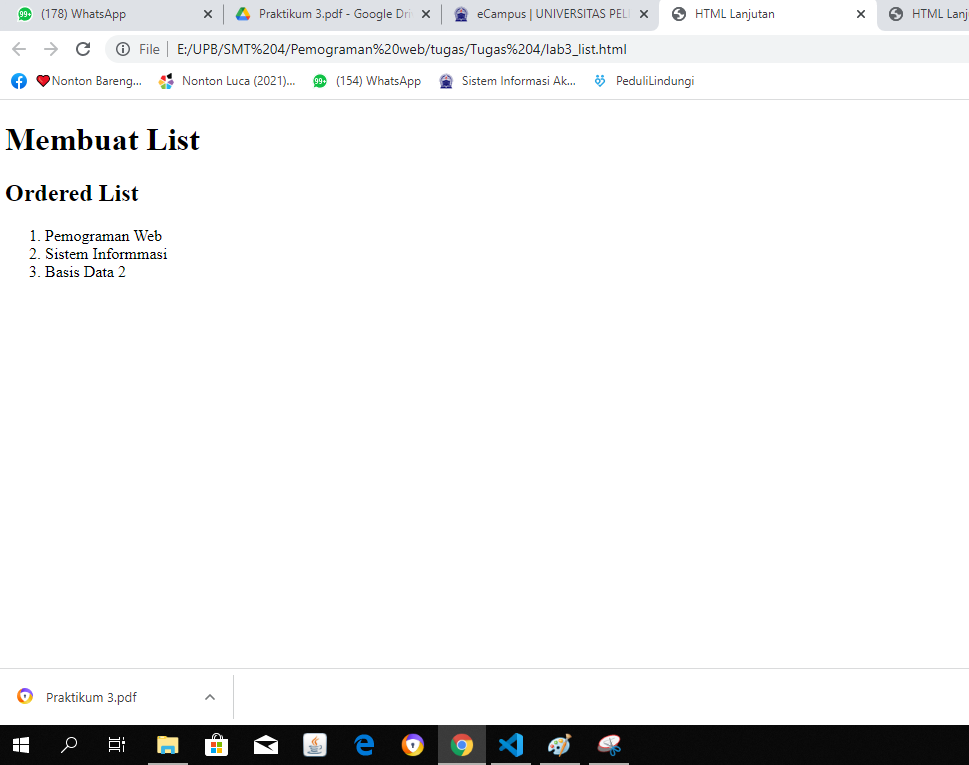 99+ (178) WhatsApp
Praktikum 3.pdf - Google Dri
eCampus | UNIVERSITAS PEL
HTML Lanjutan
HTML Lanj
File | E:/UPB/SMT%204/Pemograman%20web/tugas/Tugas%204/lab3_list.html
Nonton Bareng...
Nonton Luca (2021)...
99+ (154) WhatsApp
Sistem Informasi Ak...
PeduliLindungi
Membuat List
Ordered List
1. Pemograman Web
2. Sistem Informmasi
3. Basis Data 2
Praktikum 3.pdf